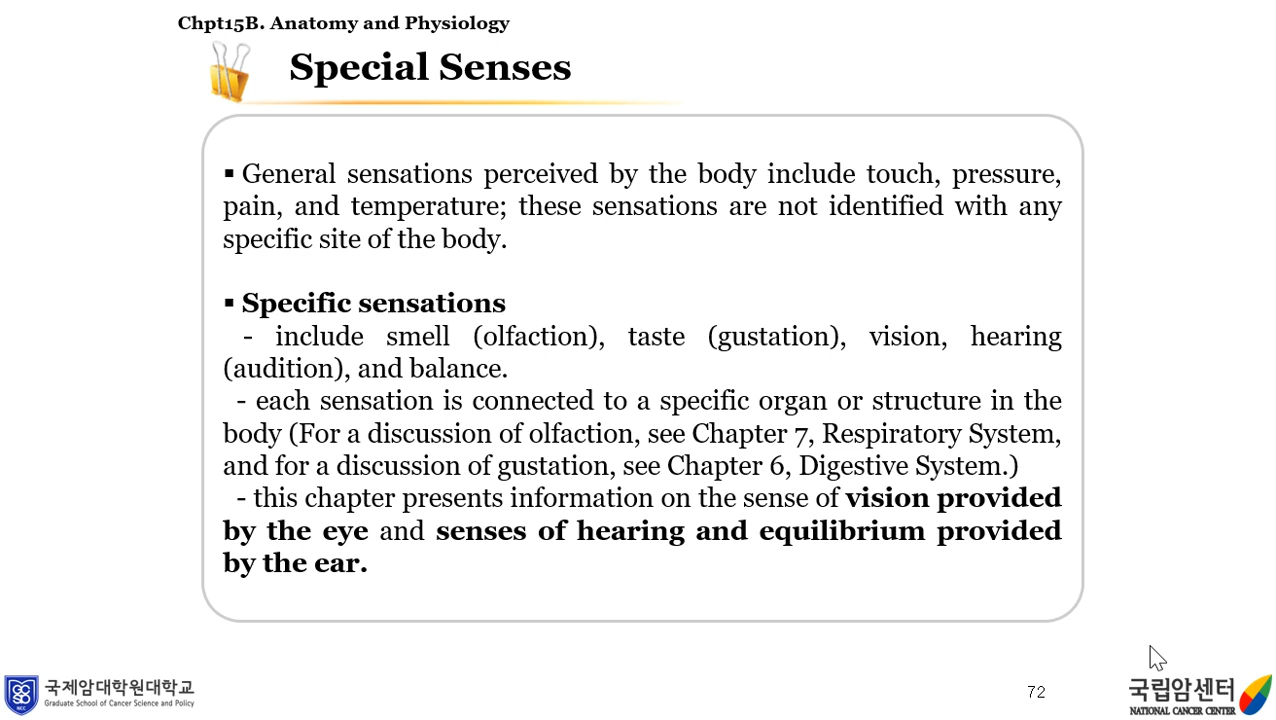 Chpt15B. Anatomy and Physiology
Special Senses
▪ General sensations perceived by the body include touch, pressure,
pain, and temperature; these sensations are not identified with any
specific site of the body.
▪ Specific sensations
- include smell (olfaction), taste (gustation), vision, hearing
(audition), and balance.
- each sensation is connected to a specific organ or structure in the
body (For a discussion of olfaction, see Chapter 7, Respiratory System,
and for a discussion of gustation, see Chapter 6, Digestive System.)
- this chapter presents information on the sense of vision provided
by the eye and senses of hearing and equilibrium provided
by the ear.
국제암대학원대학교
Graduate School of Cancer Science and Policy
72
국립암센터
NATIONAL CANCER CENTER